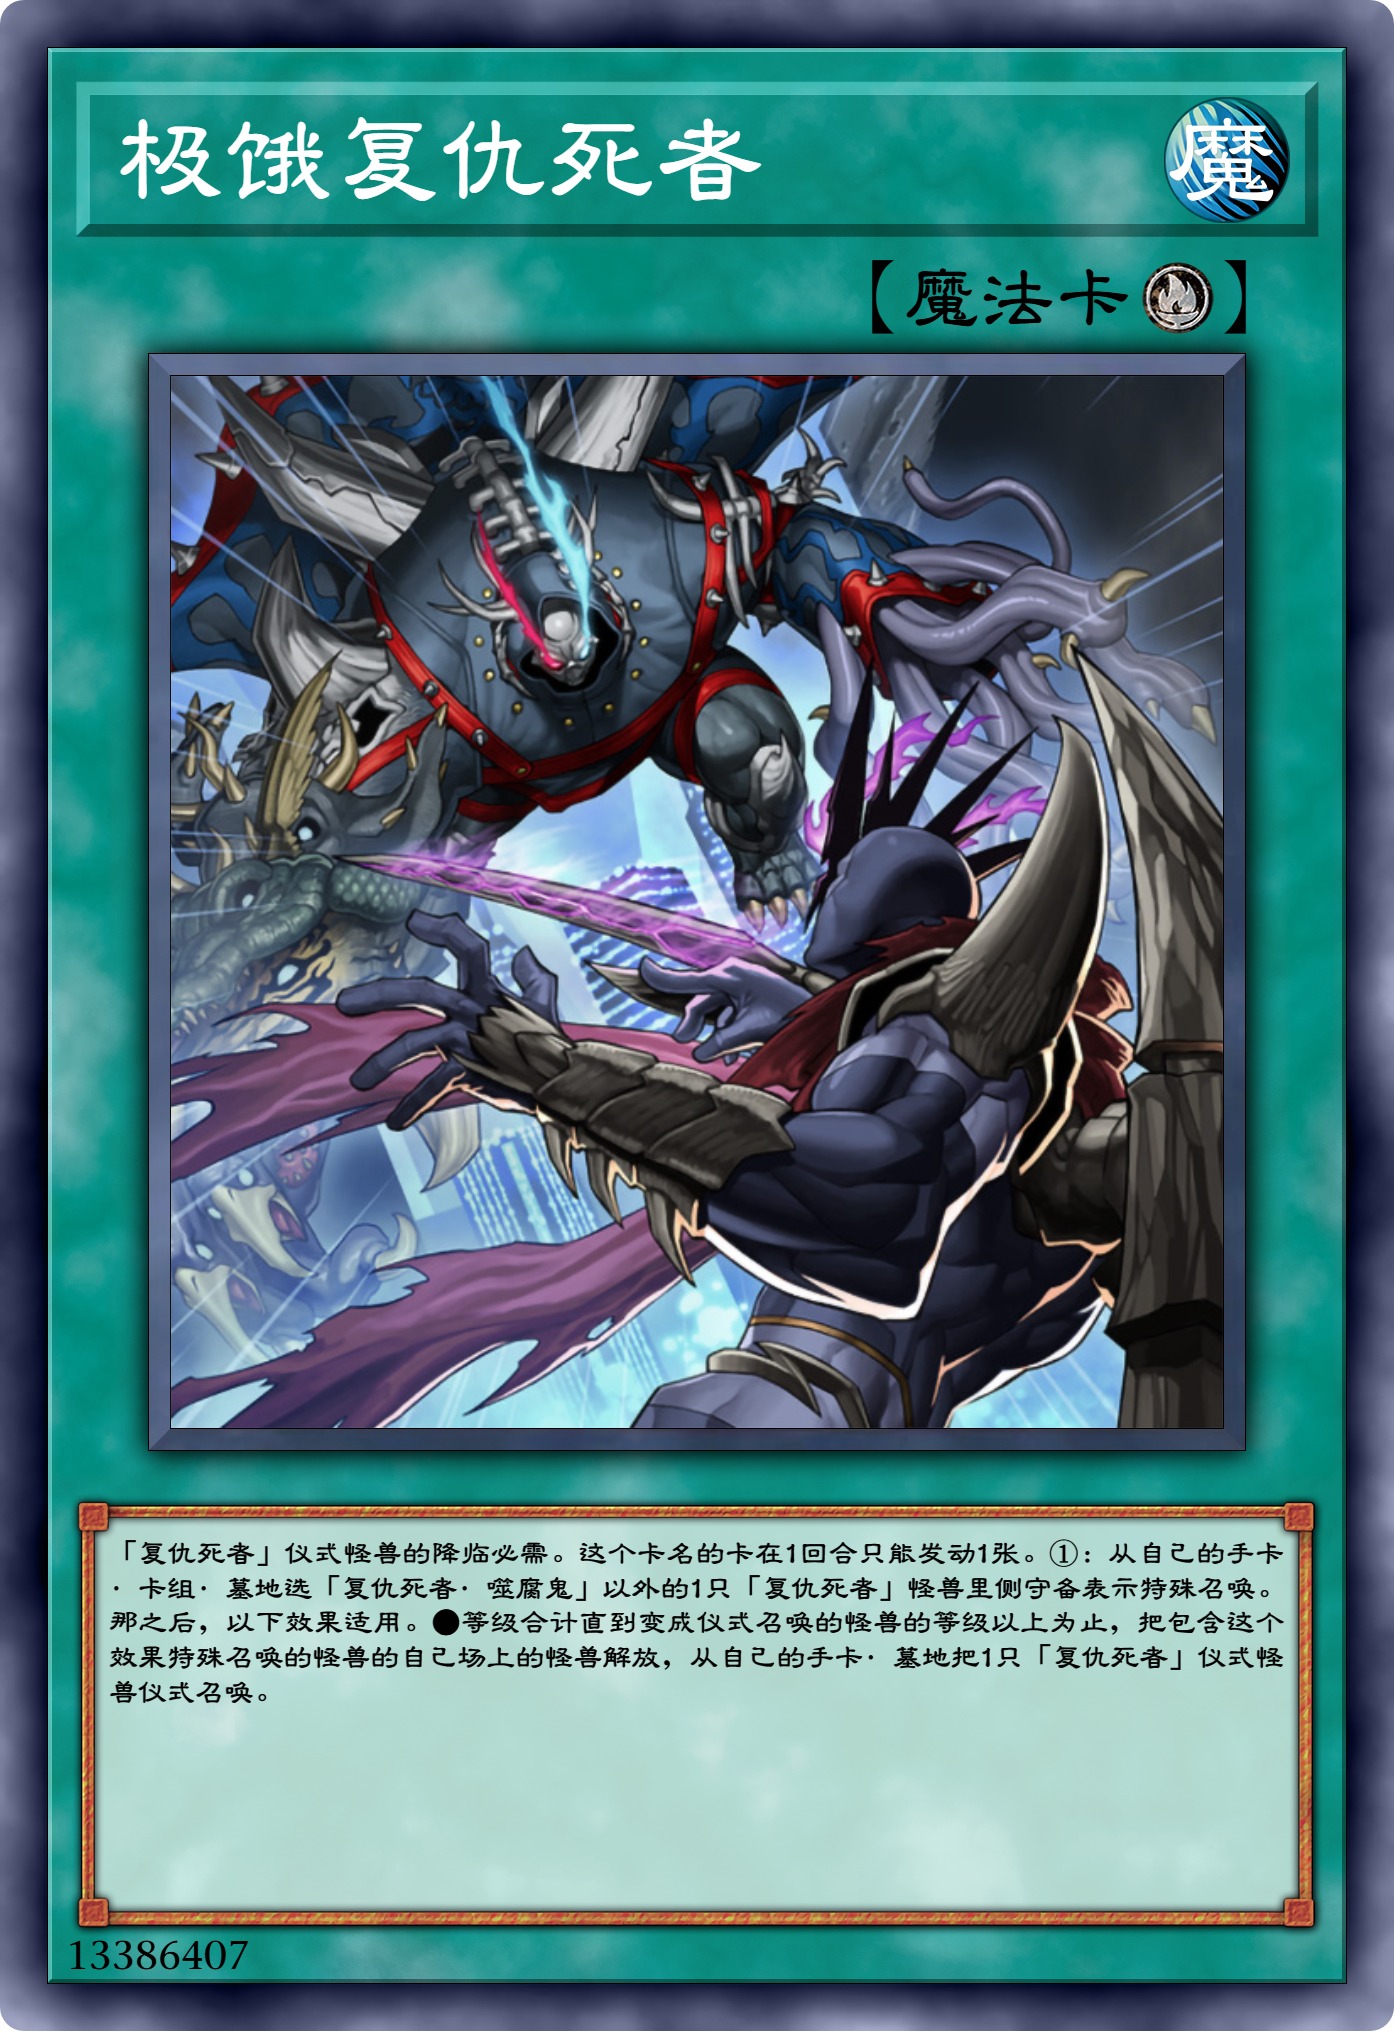 极饿复仇死者
魔
【魔法卡】
「复仇死者」仪式怪兽的降临必需。这个卡名的卡在1回合只能发动1张。①：从自己的手卡
·卡组·墓地选「复仇死者·噬腐鬼」以外的1只「复仇死者」怪兽里侧守备表示特殊召唤。
那之后，以下效果适用。●等级合计直到变成仪式召唤的怪兽的等级以上为止，把包含这个
效果特殊召唤的怪兽的自己场上的怪兽解放，从自己的手卡·墓地把1只「复仇死者」仪式怪
兽仪式召唤。
13386407